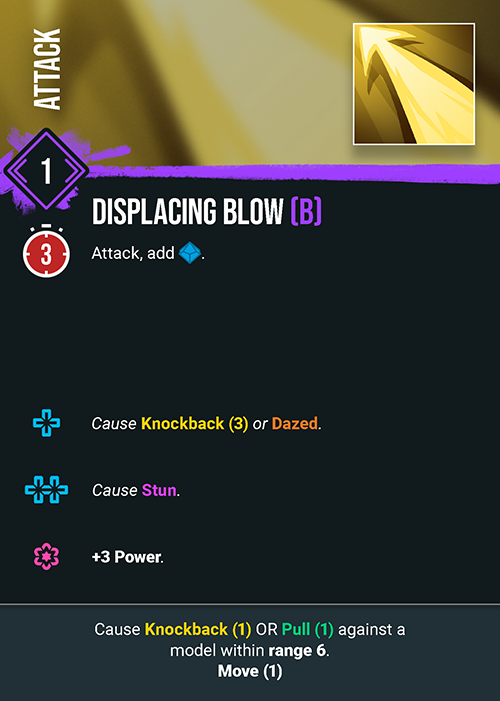 ATTACK
1
DISPLACING BLOW (B)
3
Attack, add .
Cause Knockback (3) or Dazed.
Cause Stun.
+3 Power.
Cause Knockback (1) OR Pull (1) against a
model within range 6.
Move (1)